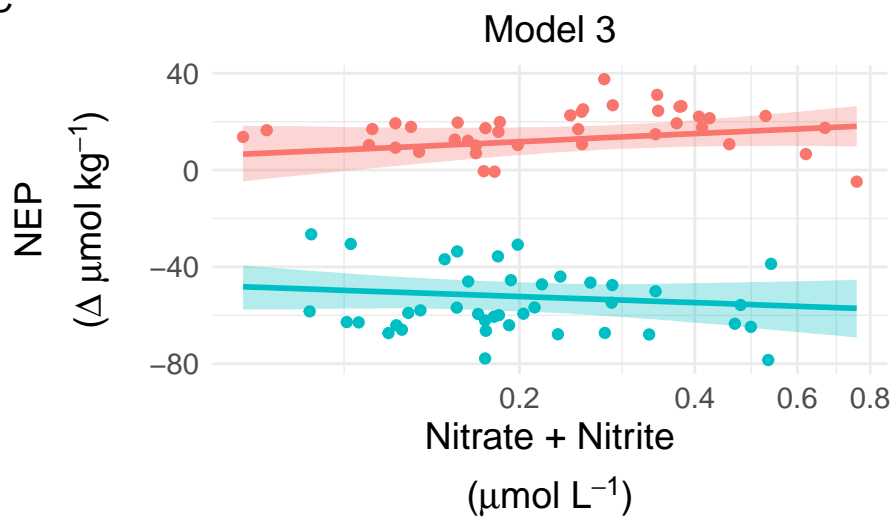 Model 3
NEP
(Δ μmol kg⁻¹)
40
0
−40
−80
0.2 0.4 0.6 0.8
Nitrate + Nitrite
(μmol L⁻¹)